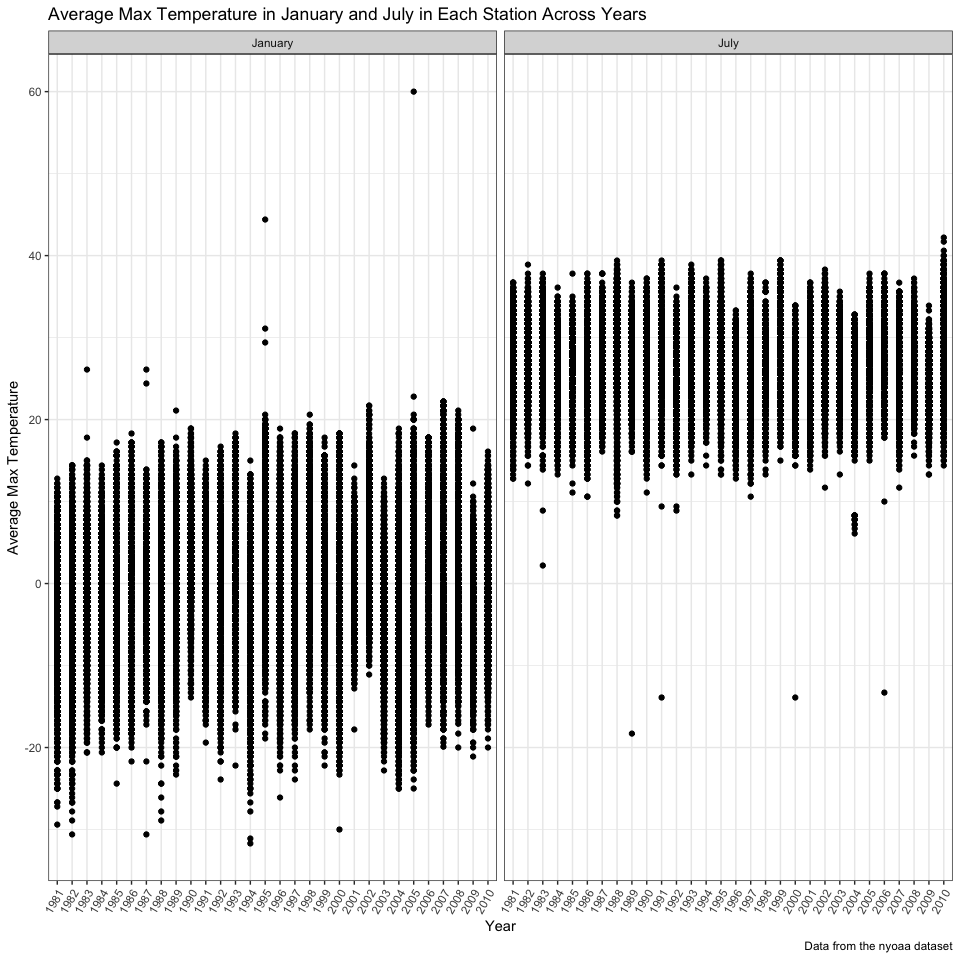 Average Max Temperature in January and July in Each Station Across Years
January
July
60
40
20
0
-20
Average Max Temperature
1981 1982 1983 1984 1985 1986 1987 1988 1989 1990 1991 1992 1993 1994 1995 1996 1997 1998 1999 2000 2001 2002 2003 2004 2005 2006 2007 2008 2009 2010
1981 1982 1983 1984 1985 1986 1987 1988 1989 1990 1991 1992 1993 1994 1995 1996 1997 1998 1999 2000 2001 2002 2003 2004 2005 2006 2007 2008 2009 2010
Year
Data from the nyoaa dataset